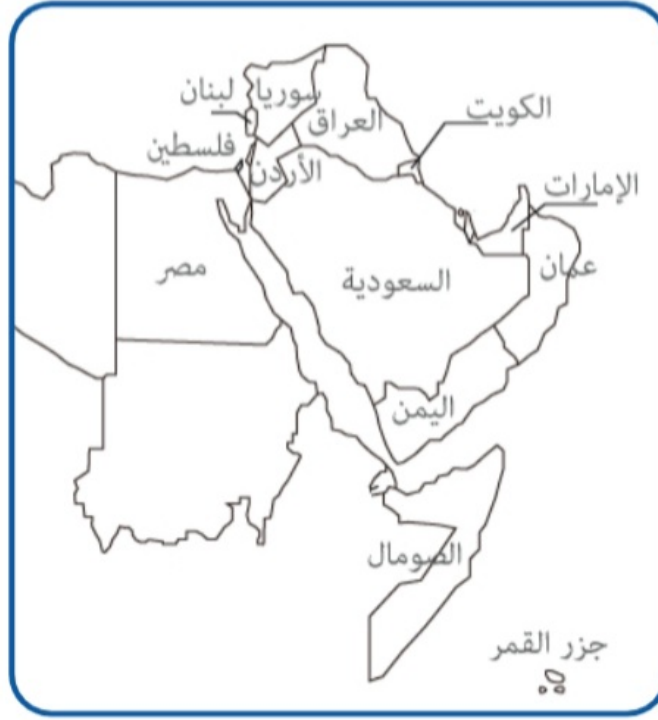 سوريا
لبنان
العراق
الكويت
فلسطين
الأردن
الإمارات
مصر
السعودية
عمان
اليمن
الصومال
جزر القمر